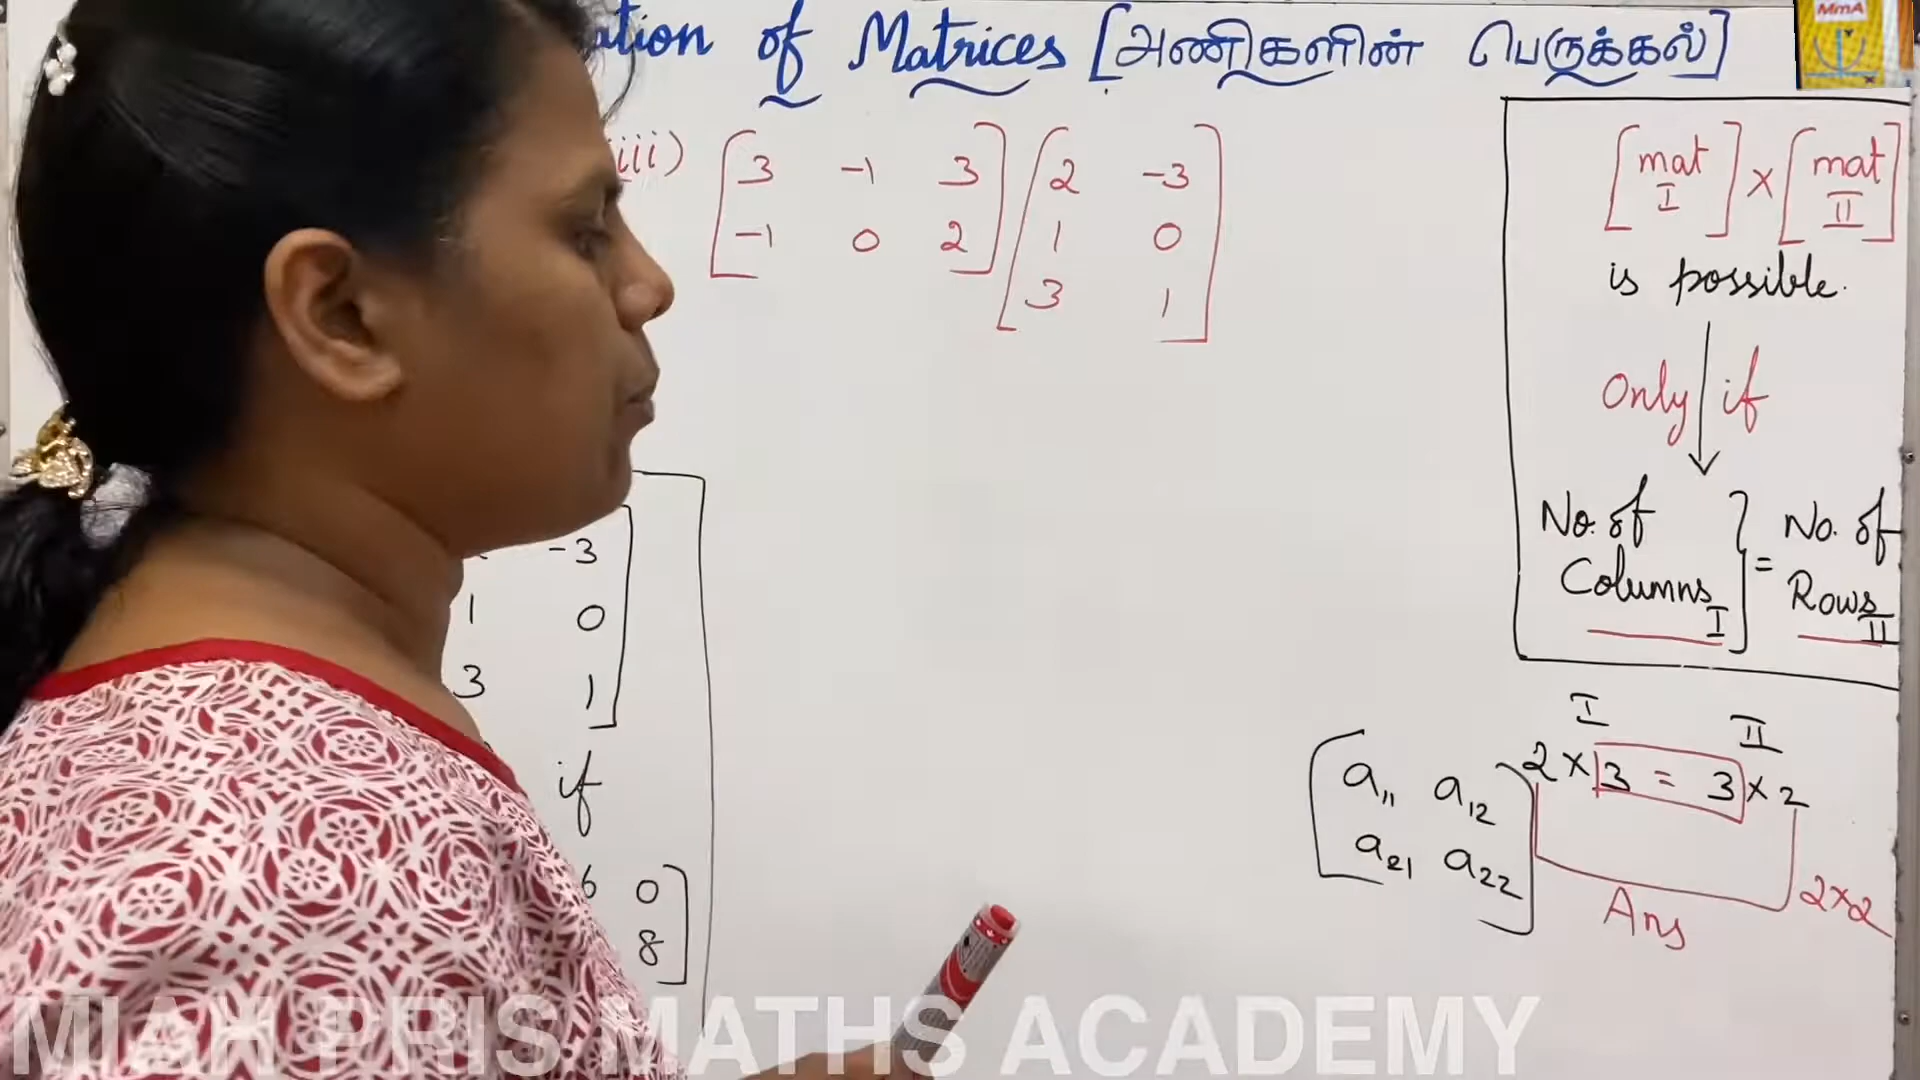 of Matrices [அணிகளின் பெருக்கல்]
MmA
iii) [3 -1 3] [2 -3]
[-1 0 2] [1 0]
[3 1]
[mat I] × [mat II]
is possible.
Only if
No. of Columns I } = No. of Rows II
-3
1 0
3 1
if
6 0
8
I II
2 × 3 = 3 × 2
a₁₁ a₁₂
a₂₁ a₂₂
Ans 2×2
MIAH PRIS MATHS ACADEMY